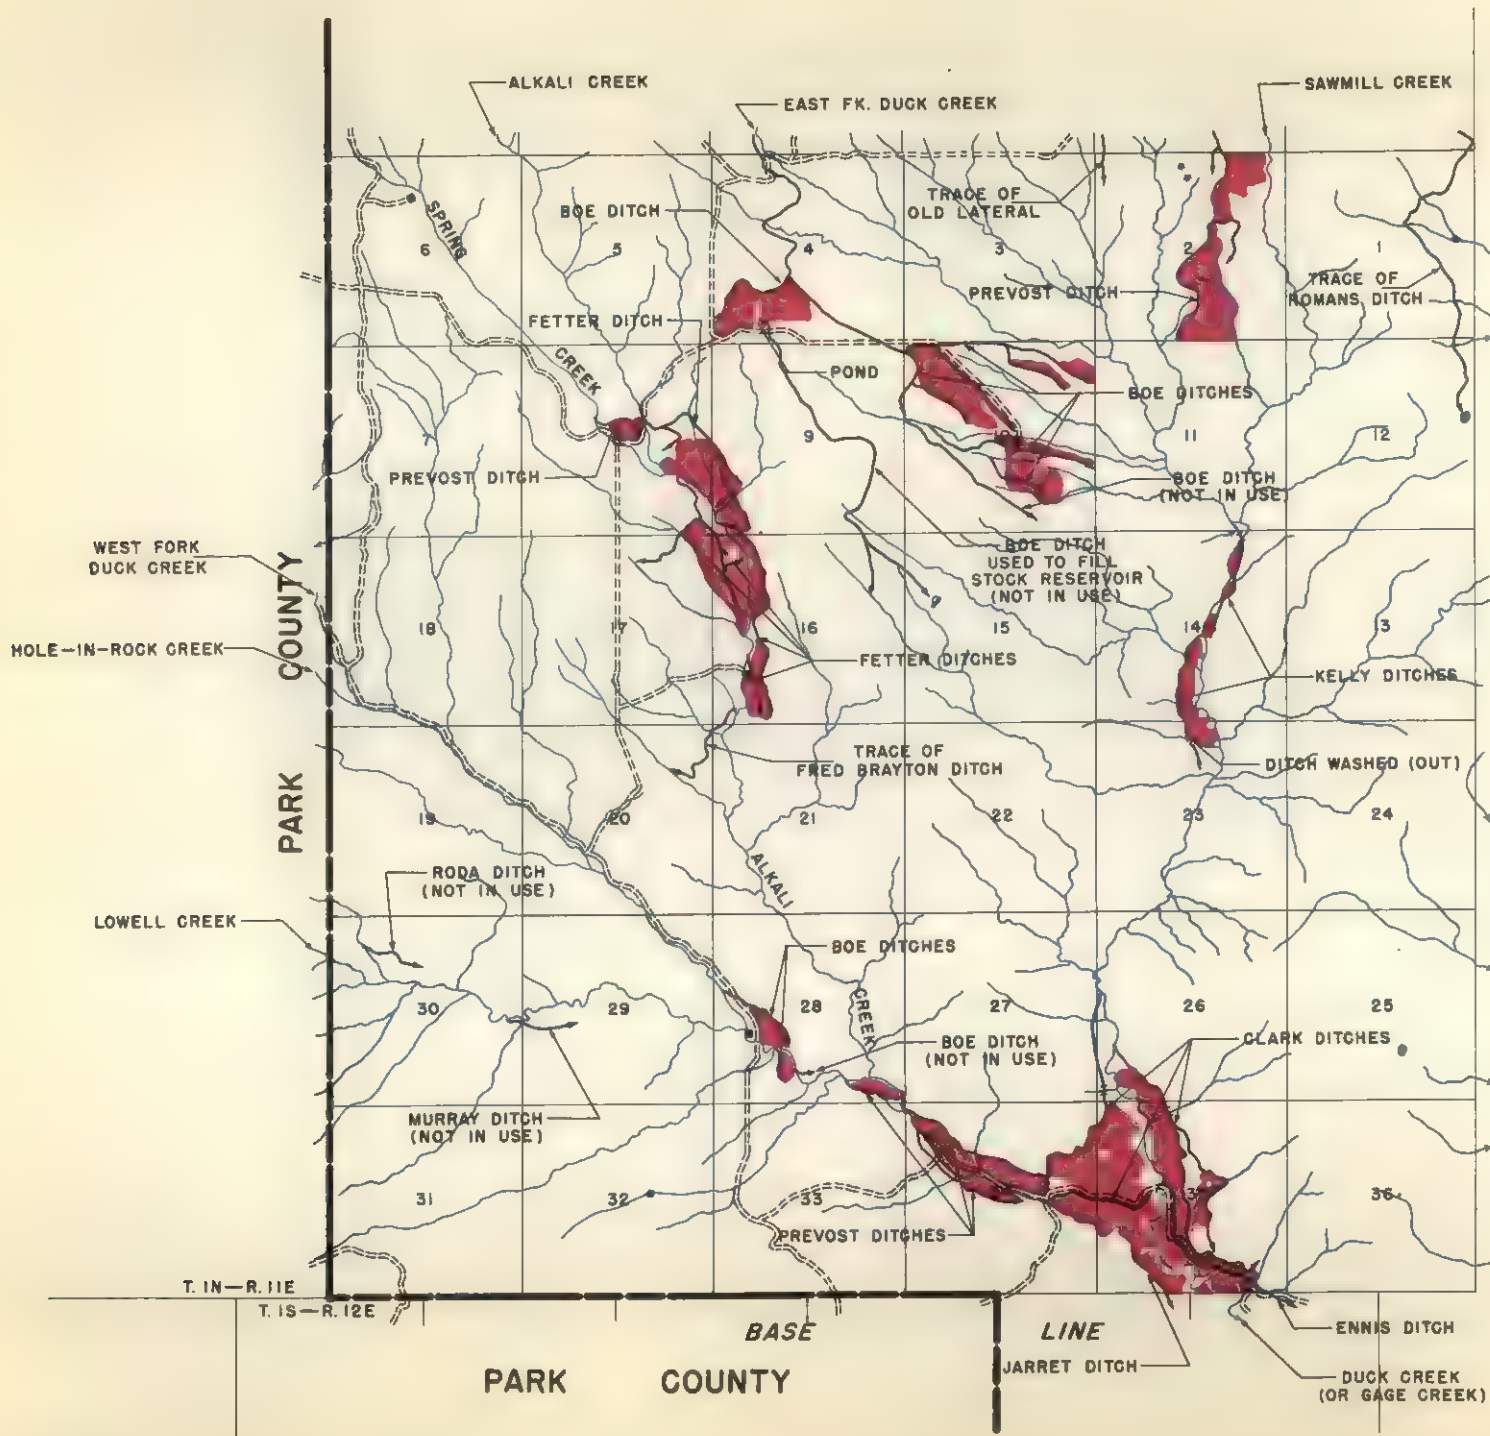 ALKALI CREEK
SAWMILL CREEK
EAST FK. DUCK CREEK
TRACE OF
OLD LATERAL
BOE DITCH
SPRING
6
5
4
3
2
1
PREVOST DITCH
TRACE OF
ROMANS DITCH
FETTER DITCH
CREEK
POND
BOE DITCHES
7
9
10
11
12
PREVOST DITCH
BOE DITCH
(NOT IN USE)
WEST FORK
DUCK CREEK
BOE DITCH
USED TO FILL
STOCK RESERVOIR
(NOT IN USE)
HOLE-IN-ROCK CREEK
18
17
16
15
14
13
FETTER DITCHES
KELLY DITCHES
PARK COUNTY
TRACE OF
FRED BRAYTON DITCH
DITCH WASHED (OUT)
19
20
21
22
23
24
ALKALI
RODA DITCH
(NOT IN USE)
LOWELL CREEK
BOE DITCHES
30
29
28
27
26
25
CREEK
BOE DITCH
(NOT IN USE)
CLARK DITCHES
MURRAY DITCH
(NOT IN USE)
31
32
33
36
PREVOST DITCHES
T. 1N-R. 11E
T. 1S-R. 12E
BASE LINE
ENNIS DITCH
JARRET DITCH
PARK COUNTY
DUCK CREEK
(OR GAGE CREEK)